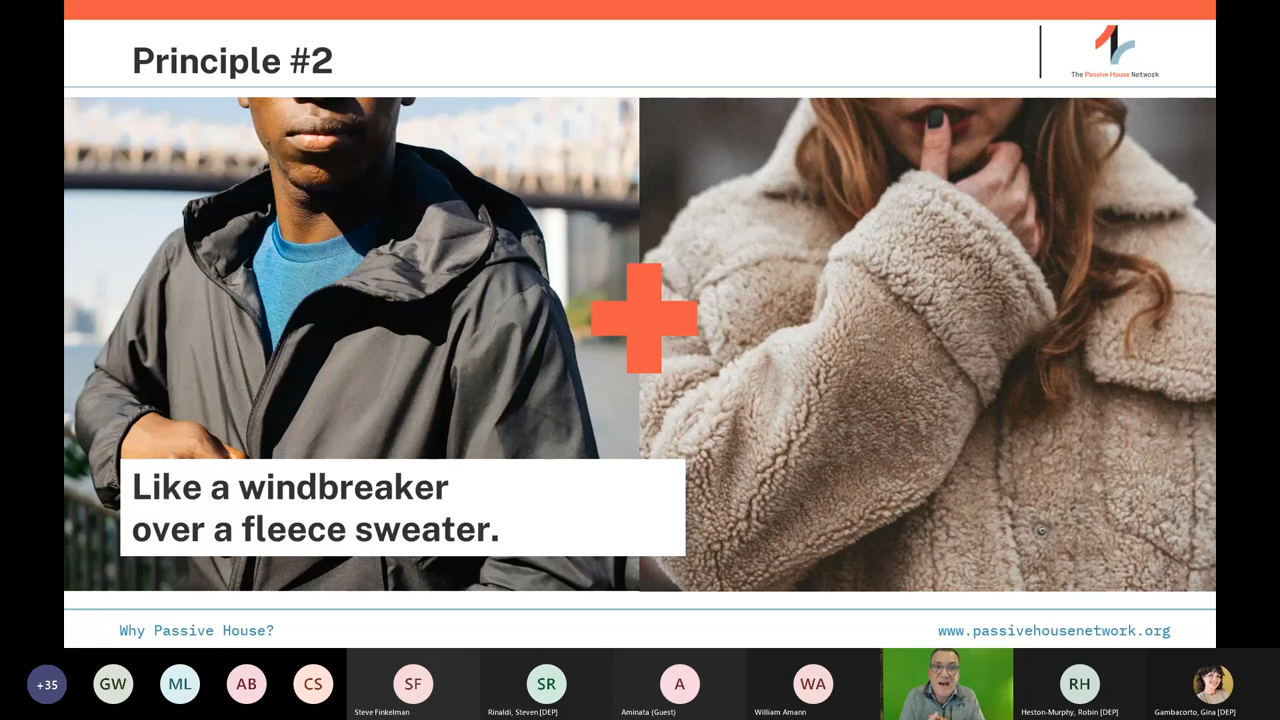 Principle #2
The Passive House Network
Like a windbreaker
over a fleece sweater.
Why Passive House?
www.passivehousenetwork.org
+35
GW
ML
AB
CS
SF
SR
A
WA
RH
Steve Finkelman
Rinaldi, Steven [DEP]
Aminata (Guest)
William Amann
Heston-Murphy, Robin [DEP]
Gambacorto, Gina [DEP]